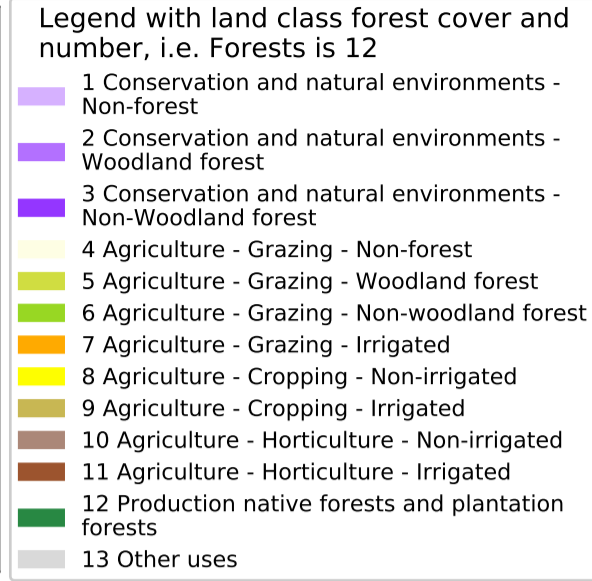 Legend with land class forest cover and
number, i.e. Forests is 12
1 Conservation and natural environments -
Non-forest
2 Conservation and natural environments -
Woodland forest
3 Conservation and natural environments -
Non-Woodland forest
4 Agriculture - Grazing - Non-forest
5 Agriculture - Grazing - Woodland forest
6 Agriculture - Grazing - Non-woodland forest
7 Agriculture - Grazing - Irrigated
8 Agriculture - Cropping - Non-irrigated
9 Agriculture - Cropping - Irrigated
10 Agriculture - Horticulture - Non-irrigated
11 Agriculture - Horticulture - Irrigated
12 Production native forests and plantation
forests
13 Other uses